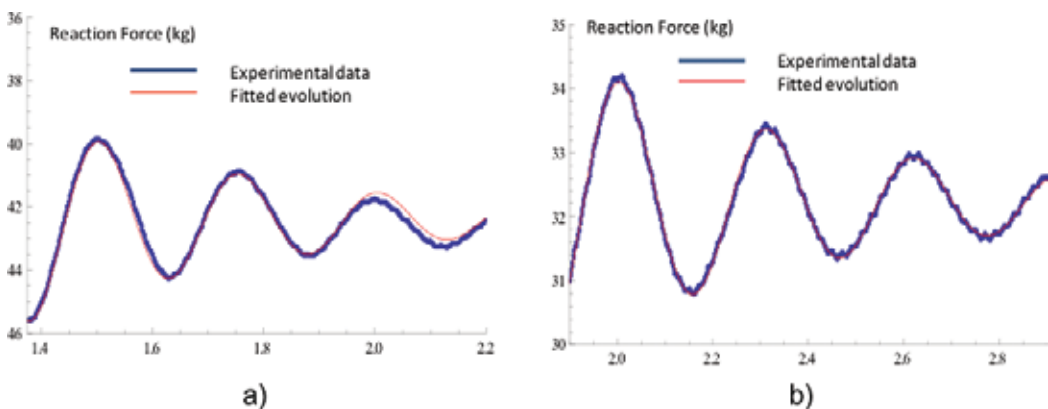 Reaction Force (kg)
Experimental data
Fitted evolution
36
38
40
42
44
46
1.4
1.6
1.8
2.0
2.2
a)
Reaction Force (kg)
Experimental data
Fitted evolution
35
34
33
32
31
30
2.0
2.2
2.4
2.6
2.8
b)